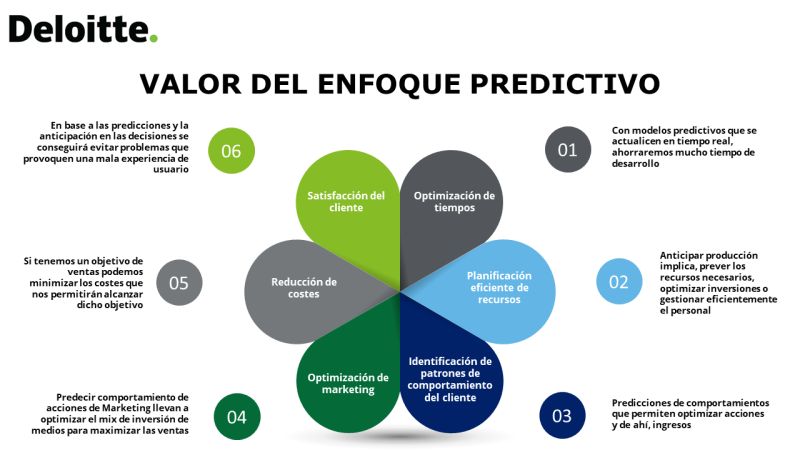 Deloitte.
VALOR DEL ENFOQUE PREDICTIVO
01
Con modelos predictivos que se
actualicen en tiempo real,
ahorraremos mucho tiempo de
desarrollo
Optimización de
tiempos
02
Anticipar producción
implica, prever los
recursos necesarios,
optimizar inversiones o
gestionar eficientemente
el personal
Planificación
eficiente de
recursos
03
Predicciones de comportamientos
que permiten optimizar acciones
y de ahí, ingresos
Identificación de
patrones de
comportamiento
del cliente
04
Predecir comportamiento de
acciones de Marketing llevan a
optimizar el mix de inversión de
medios para maximizar las ventas
Optimización de
marketing
05
Si tenemos un objetivo de
ventas podemos
minimizar los costes que
nos permitirán alcanzar
dicho objetivo
Reducción de
costes
06
En base a las predicciones y la
anticipación en las decisiones se
conseguirá evitar problemas que
provoquen una mala experiencia de
usuario
Satisfacción del
cliente